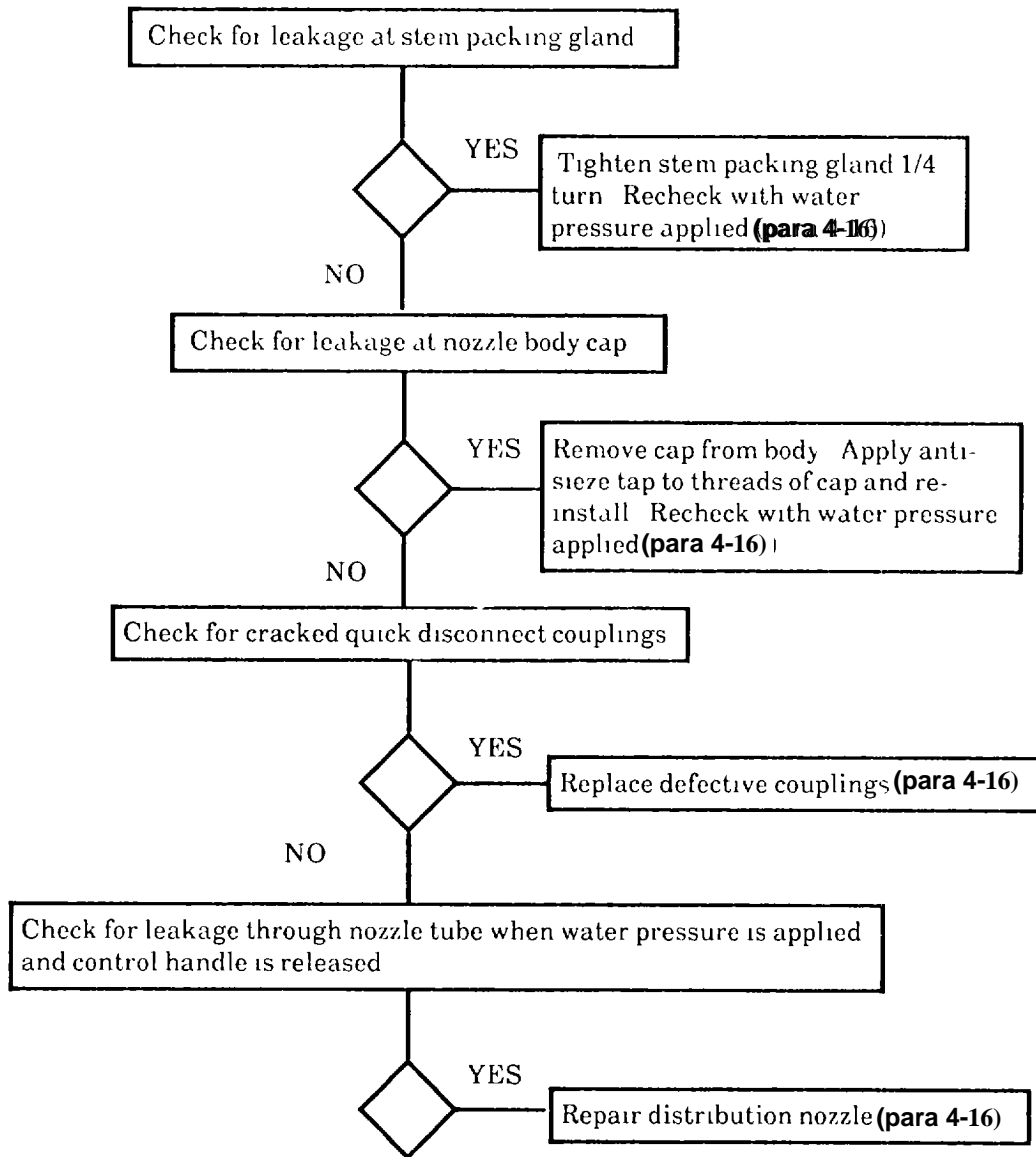 Check for leakage at stem packing gland
YES
Tighten stem packing gland 1/4
turn Recheck with water
pressure applied (para 4-16)
NO
Check for leakage at nozzle body cap
YES
Remove cap from body Apply anti-
sieze tap to threads of cap and re-
install Recheck with water pressure
applied (para 4-16)
NO
Check for cracked quick disconnect couplings
YES
Replace defective couplings (para 4-16)
NO
Check for leakage through nozzle tube when water pressure is applied
and control handle is released
YES
Repair distribution nozzle (para 4-16)